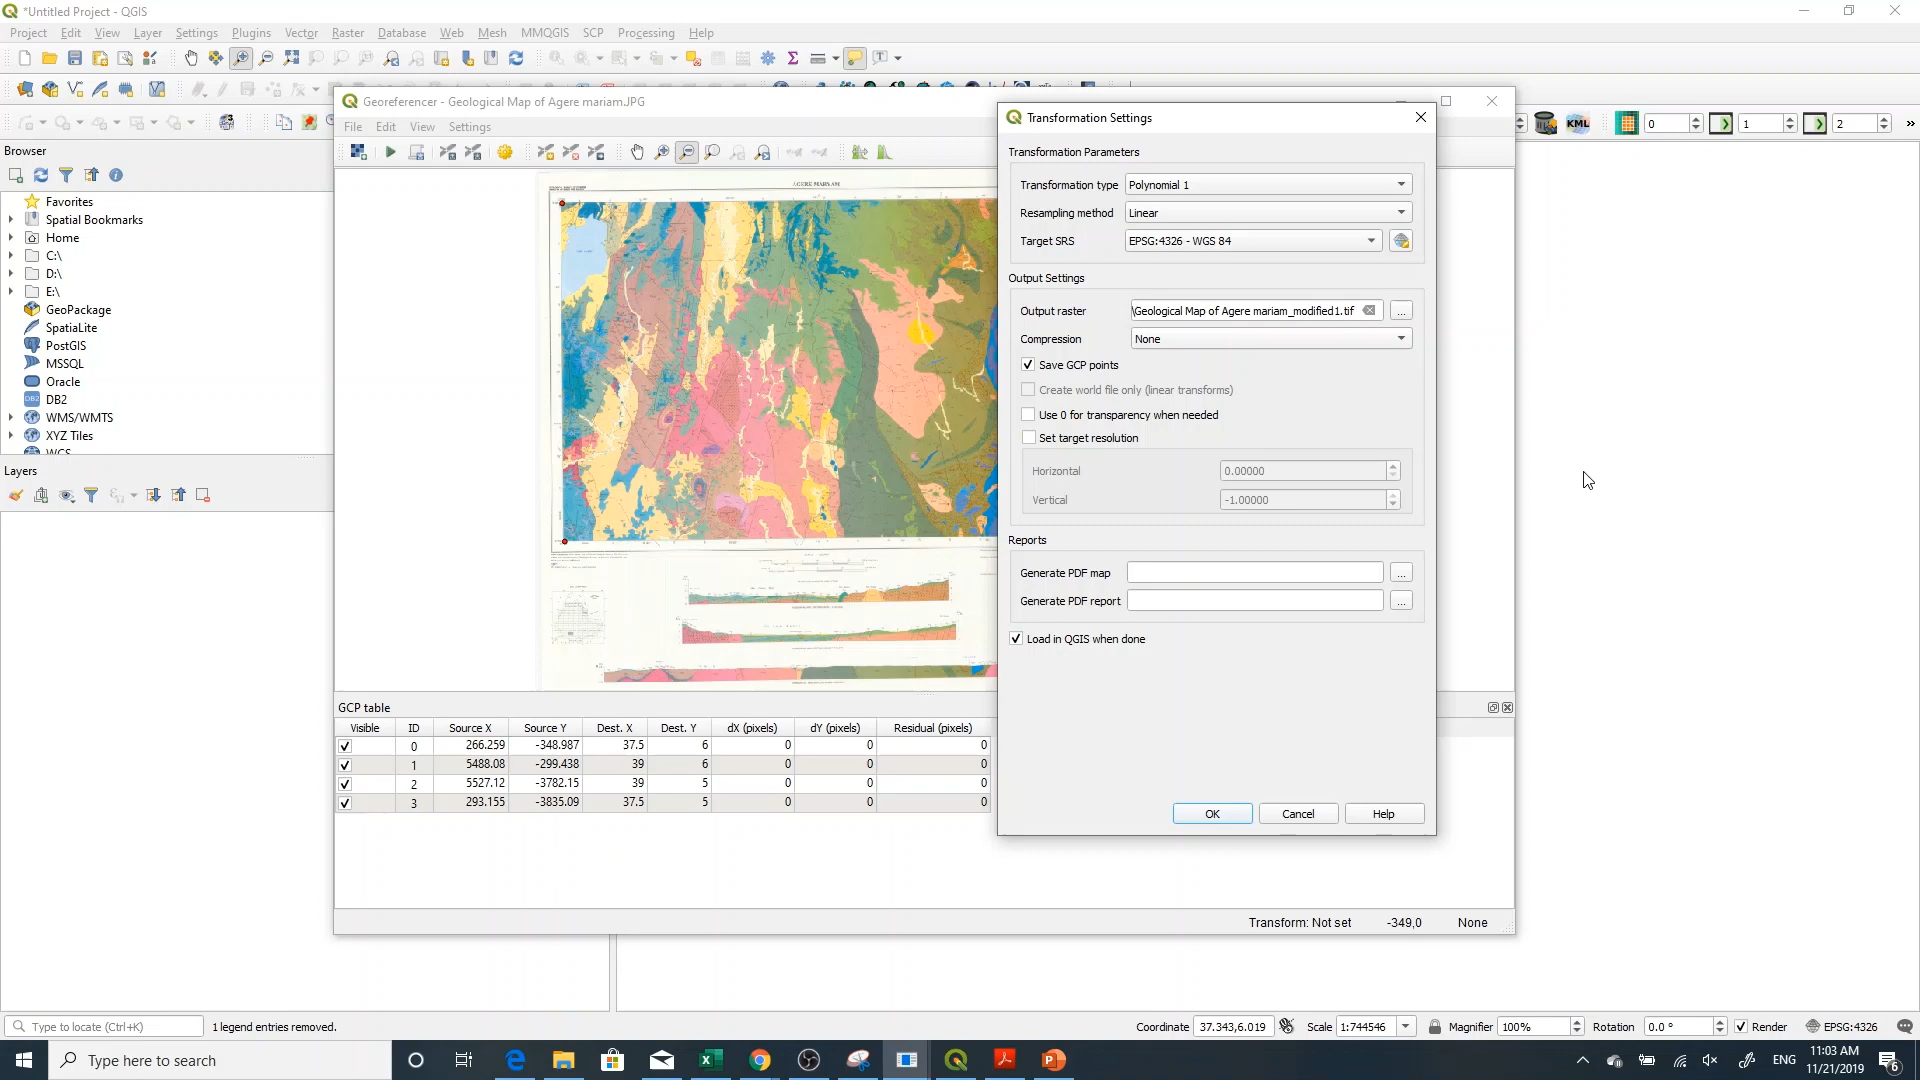 *Untitled Project - QGIS
Project Edit View Layer Settings Plugins Vector Raster Database Web Mesh MMQGIS SCP Processing Help
Georeferencer - Geological Map of Agere mariam.JPG
File Edit View Settings
KML 0 1 2 »
Browser
Favorites
Spatial Bookmarks
Home
C:\
D:\
E:\
GeoPackage
SpatiaLite
PostGIS
MSSQL
Oracle
DB2
WMS/WMTS
XYZ Tiles
WCS
Layers
AGERE MARIAM
Transformation Settings
Transformation Parameters
Transformation type Polynomial 1
Resampling method Linear
Target SRS EPSG:4326 - WGS 84
Output Settings
Output raster \Geological Map of Agere mariam_modified1.tif ...
Compression None
Save GCP points
Create world file only (linear transforms)
Use 0 for transparency when needed
Set target resolution
Horizontal 0.00000
Vertical -1.00000
Reports
Generate PDF map ...
Generate PDF report ...
Load in QGIS when done
OK Cancel Help
GCP table
Visible ID Source X Source Y Dest. X Dest. Y dX (pixels) dY (pixels) Residual (pixels)
0 266.259 -348.987 37.5 6 0 0 0
1 5488.08 -299.438 39 6 0 0 0
2 5527.12 -3782.15 39 5 0 0 0
3 293.155 -3835.09 37.5 5 0 0 0
Transform: Not set -349,0 None
Type to locate (Ctrl+K) 1 legend entries removed. Coordinate 37.343,6.019 Scale 1:744546 Magnifier 100% Rotation 0.0 ° Render EPSG:4326
Type here to search ENG 11:03 AM
11/21/2019 6